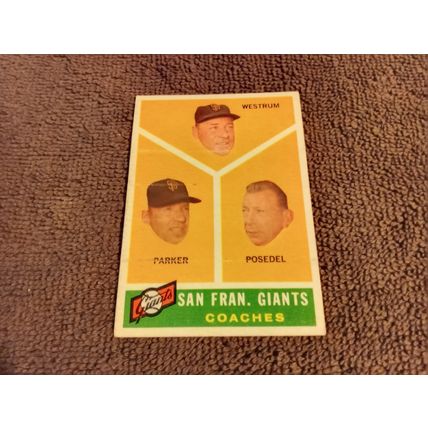 WESTRUM
PARKER
POSEDEL
Giants
SAN FRAN. GIANTS
COACHES